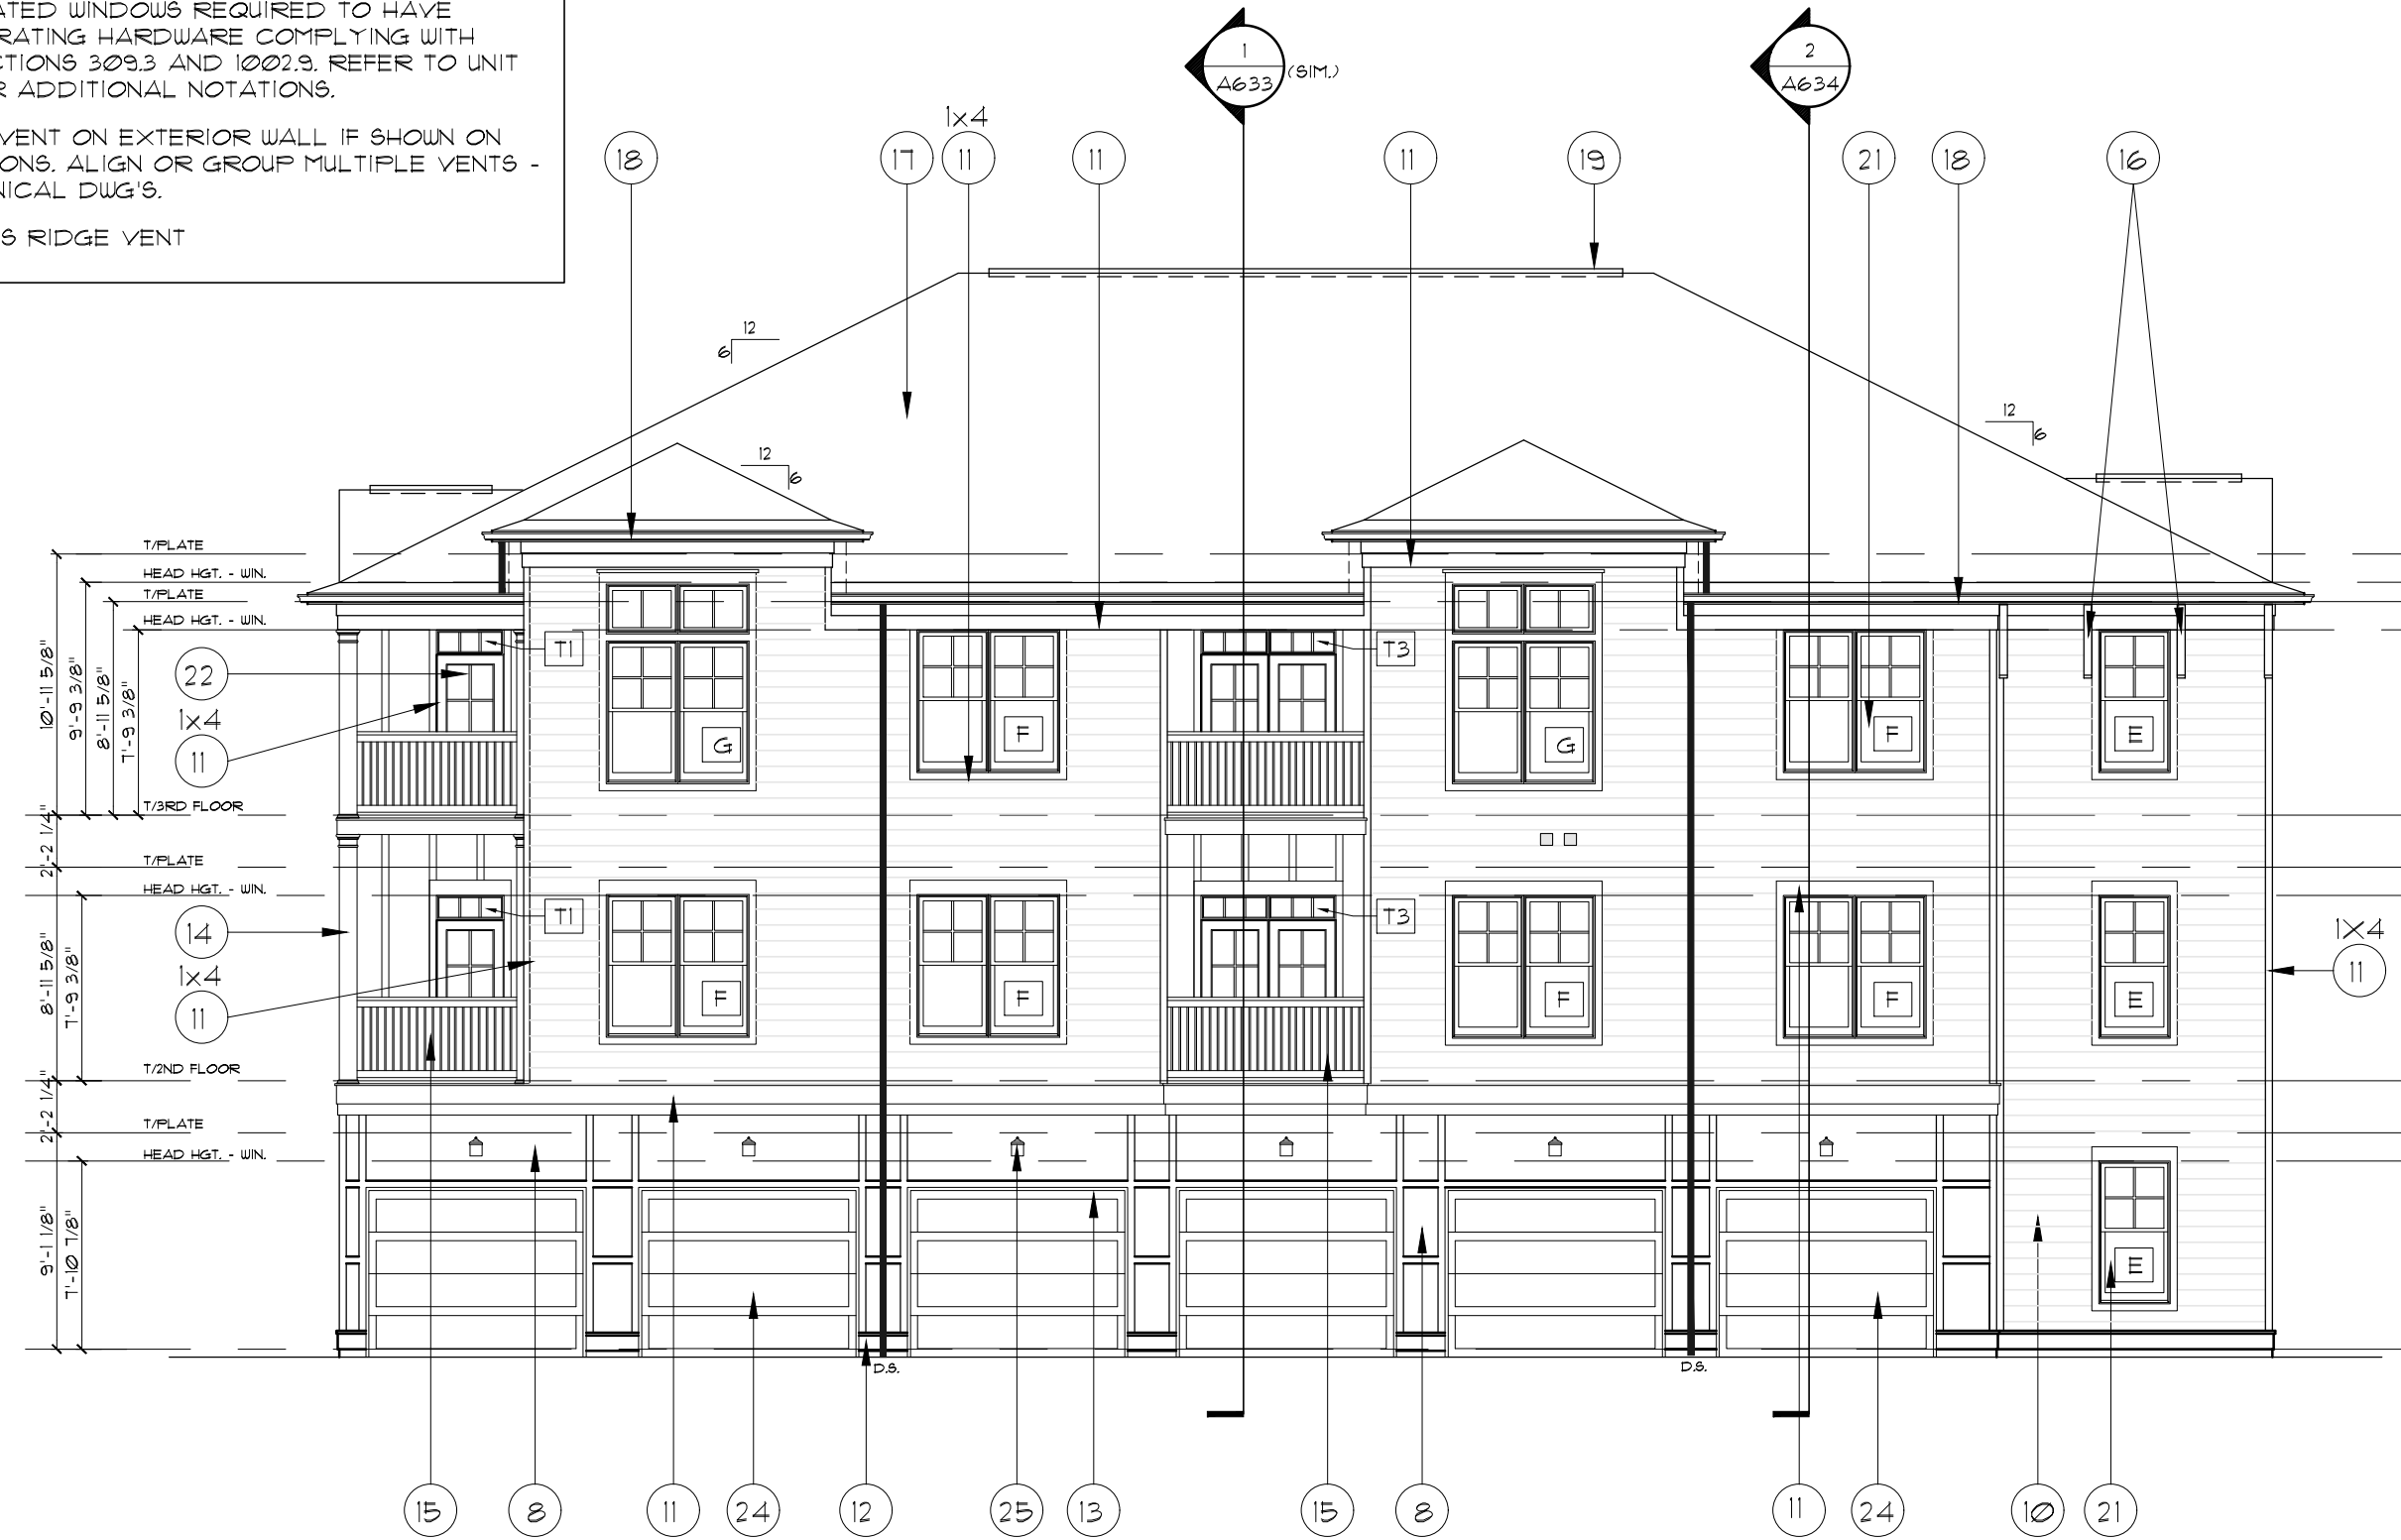 ATED WINDOWS REQUIRED TO HAVE
RATING HARDWARE COMPLYING WITH
CTIONS 309.3 AND 1002.9. REFER TO UNIT
R ADDITIONAL NOTATIONS.
VENT ON EXTERIOR WALL IF SHOWN ON
ONS. ALIGN OR GROUP MULTIPLE VENTS -
NICAL DWG'S.
S RIDGE VENT
1
A633
(SIM.)
2
A634
18
17
1x4
11
11
11
19
21
18
16
12
6
12
6
12
6
T/PLATE
HEAD HGT. - WIN.
T/PLATE
HEAD HGT. - WIN.
10'-11 5/8"
9'-9 3/8"
8'-11 5/8"
7'-9 3/8"
22
1x4
11
T1
G
F
T3
G
F
E
T/3RD FLOOR
2'-2 1/4"
T/PLATE
HEAD HGT. - WIN.
8'-11 5/8"
7'-9 3/8"
14
1x4
11
T1
F
F
T3
F
F
E
1X4
11
T/2ND FLOOR
2'-2 1/4"
T/PLATE
HEAD HGT. - WIN.
9'-1 1/8"
7'-10 7/8"
E
D.S.
D.S.
15
8
11
24
12
25
13
15
8
11
24
10
21